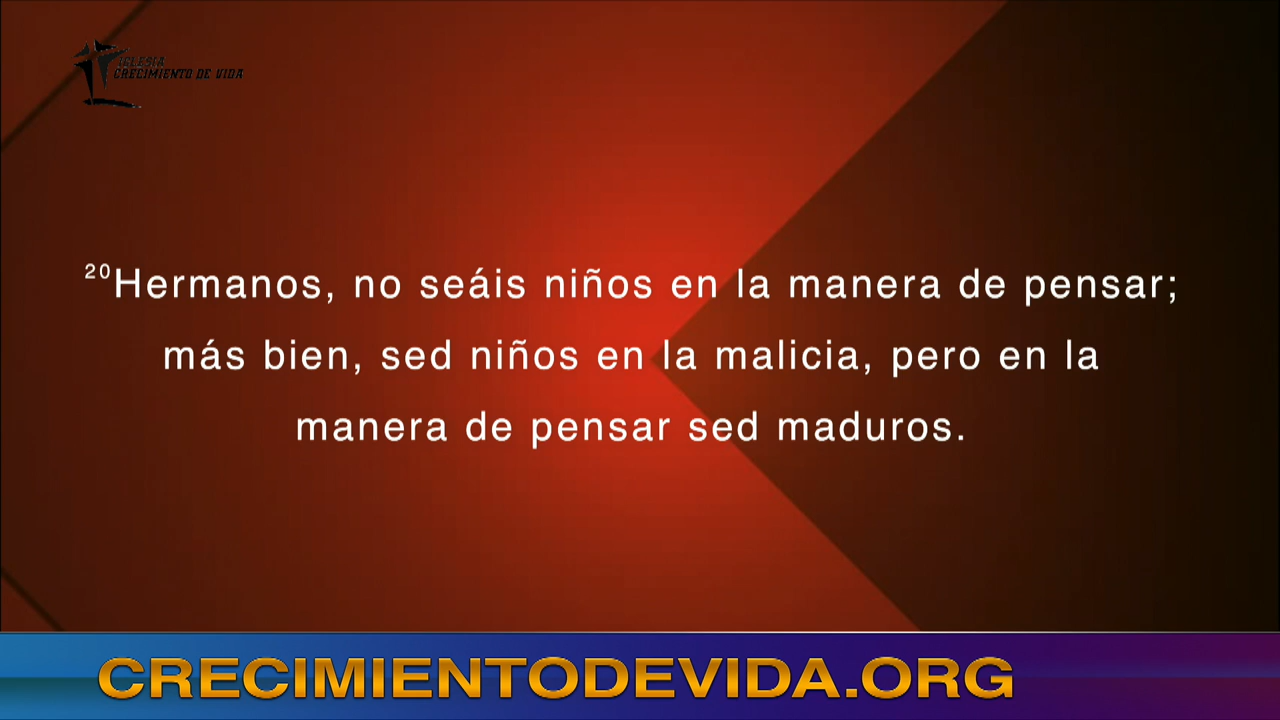 IGLESIA
CRECIMIENTO DE VIDA
20Hermanos, no seáis niños en la manera de pensar;
más bien, sed niños en la malicia, pero en la
manera de pensar sed maduros.
CRECIMIENTODEVIDA.ORG